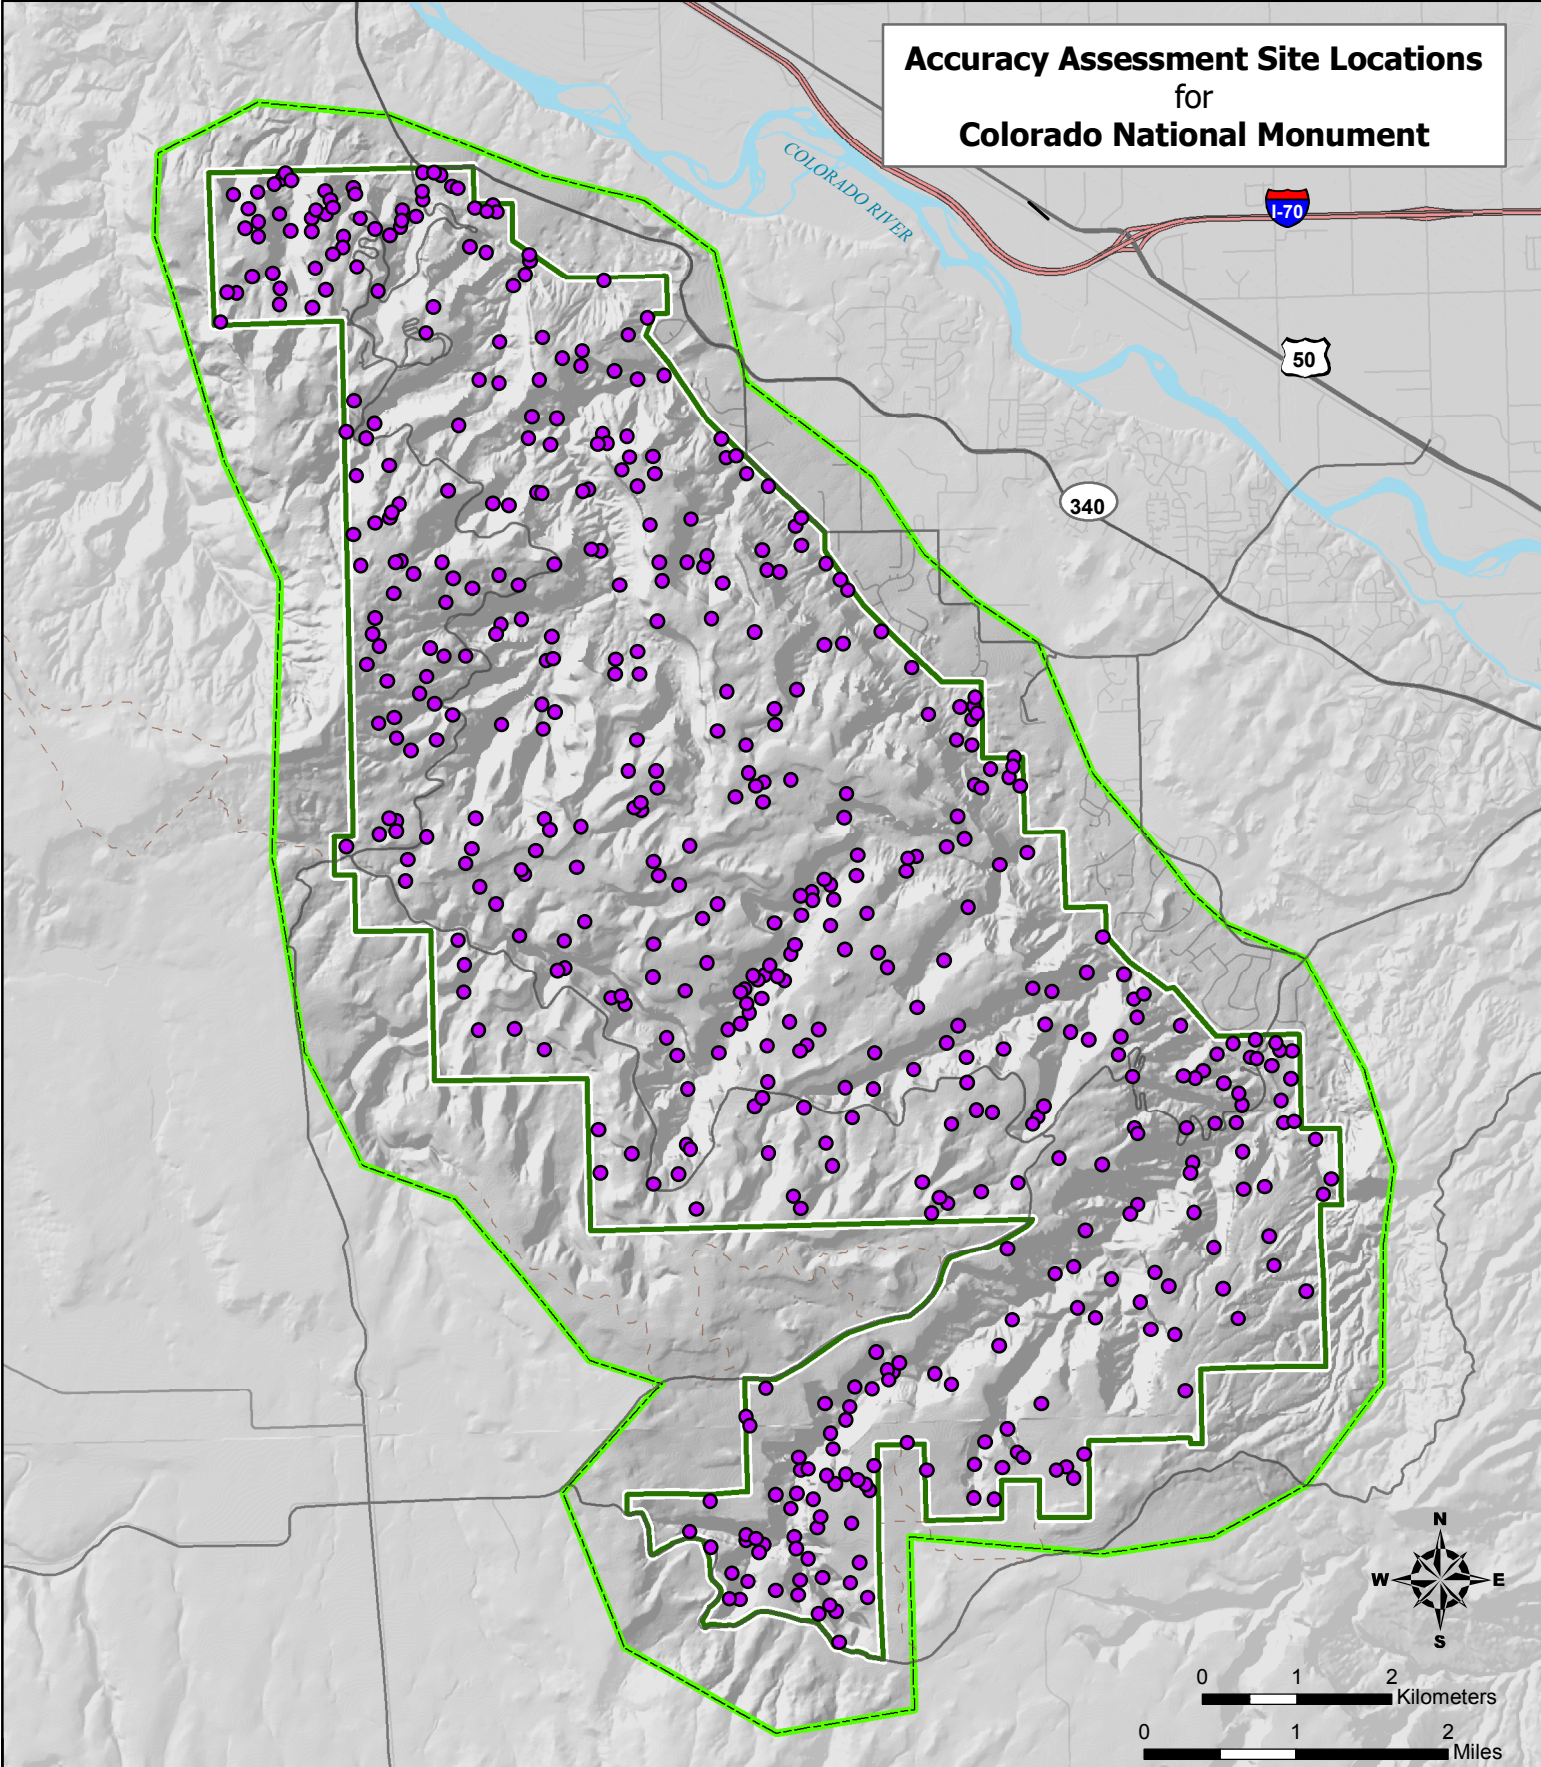 Accuracy Assessment Site Locations
for
Colorado National Monument
COLORADO RIVER
I-70
50
340
N
W E
S
0 1 2
Kilometers
0 1 2
Miles